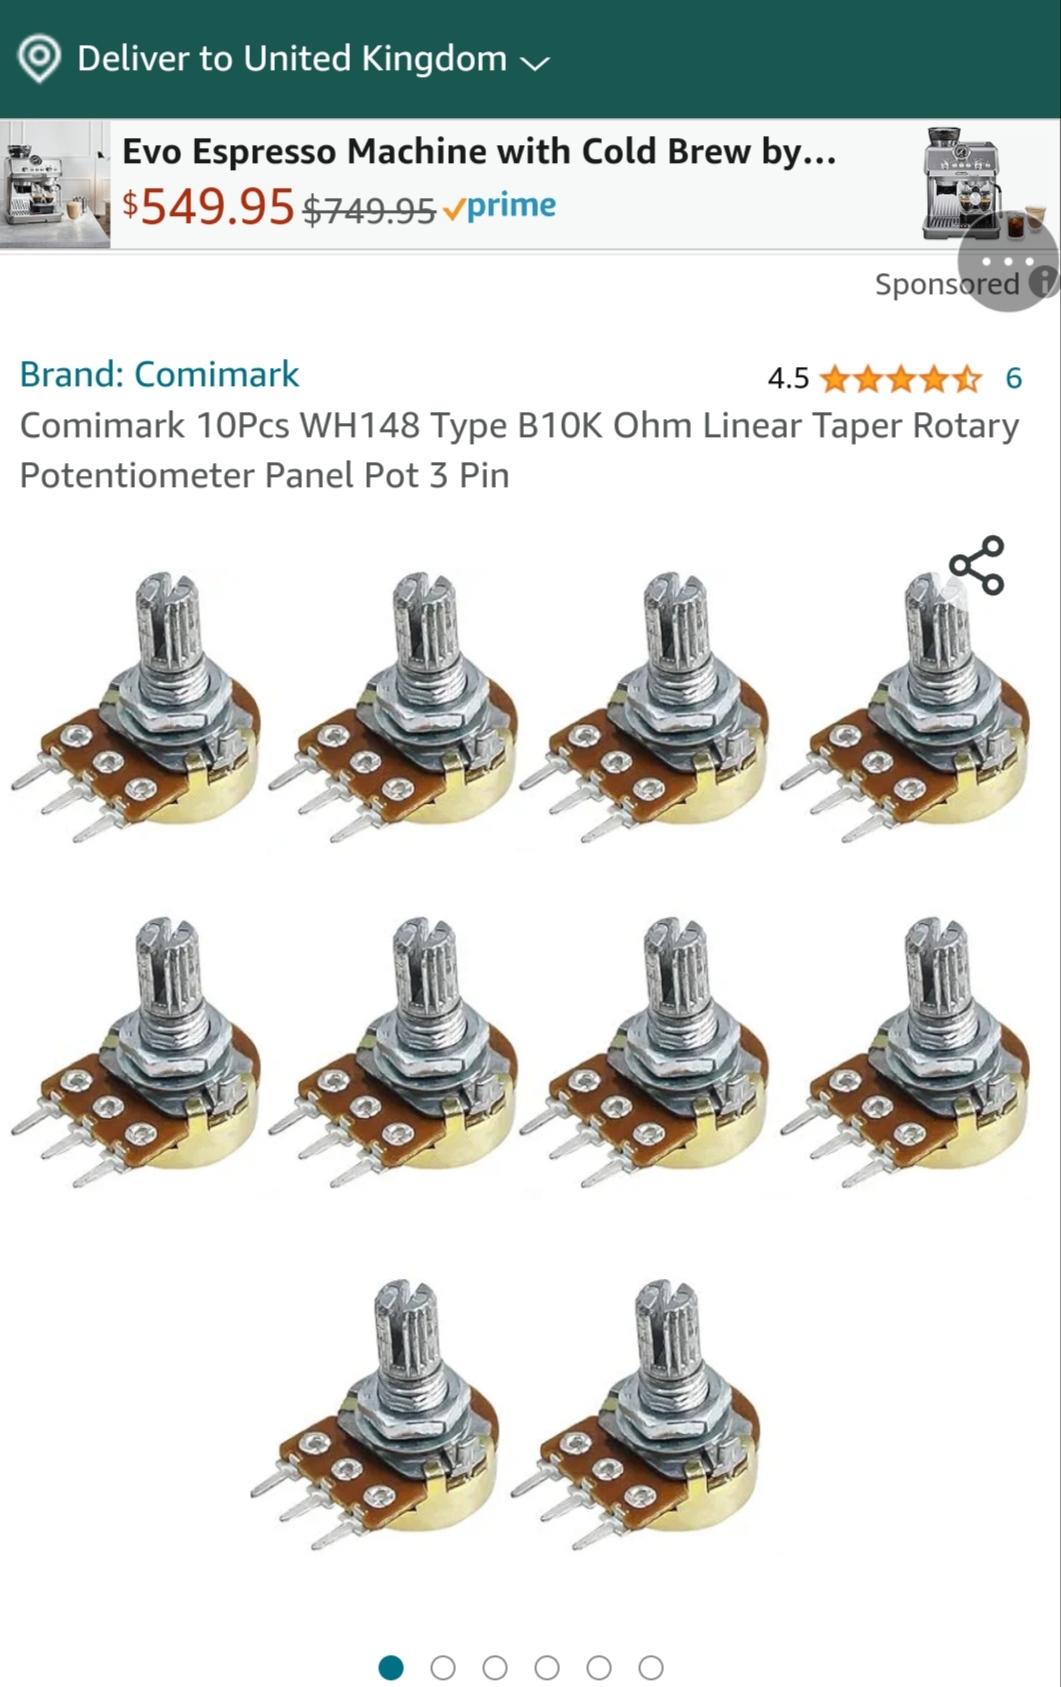 Deliver to United Kingdom
Evo Espresso Machine with Cold Brew by...
$549.95 $749.95 prime
Sponsored
Brand: Comimark
4.5 6
Comimark 10Pcs WH148 Type B10K Ohm Linear Taper Rotary
Potentiometer Panel Pot 3 Pin